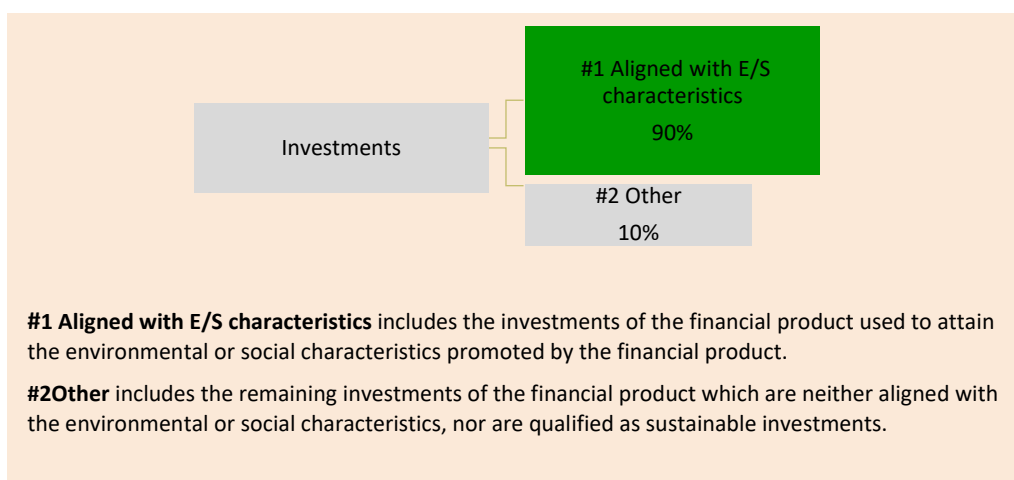 #1 Aligned with E/S
characteristics
90%
Investments
#2 Other
10%
#1 Aligned with E/S characteristics includes the investments of the financial product used to attain
the environmental or social characteristics promoted by the financial product.
#2Other includes the remaining investments of the financial product which are neither aligned with
the environmental or social characteristics, nor are qualified as sustainable investments.